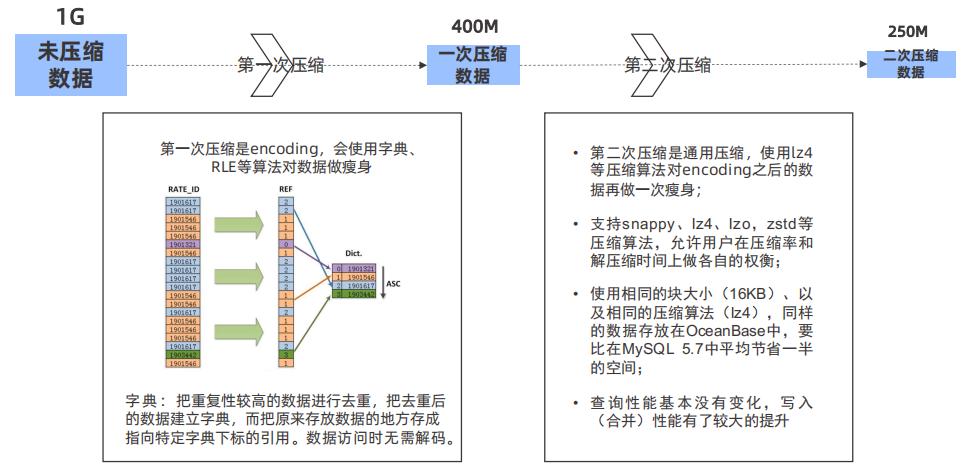 1G
未压缩
数据
第一次压缩
400M
一次压缩
数据
第二次压缩
250M
二次压缩
数据
第一次压缩是encoding，会使用字典、
RLE等算法对数据做瘦身
RATE_ID
1901617
1901617
1901546
1901546
1901546
1901321
1901546
1901617
1901617
1901617
1901617
1901546
1901546
1901617
1901546
1901546
1901546
1901617
1903442
1901546
REF
2
2
1
1
1
0
1
2
2
2
2
1
1
2
1
1
1
2
3
1
Dict.
0 1901321
1 1901546
2 1901617
3 1903442
ASC
字典：把重复性较高的数据进行去重，把去重后
的数据建立字典，而把原来存放数据的地方存成
指向特定字典下标的引用。数据访问时无需解码。
• 第二次压缩是通用压缩，使用lz4
等压缩算法对encoding之后的数
据再做一次瘦身；
• 支持snappy、lz4、lzo，zstd等
压缩算法，允许用户在压缩率和
解压缩时间上做各自的权衡；
• 使用相同的块大小（16KB）、以
及相同的压缩算法（lz4），同样
的数据存放在OceanBase中，要
比在MySQL 5.7中平均节省一半
的空间；
• 查询性能基本没有变化，写入
（合并）性能有了较大的提升